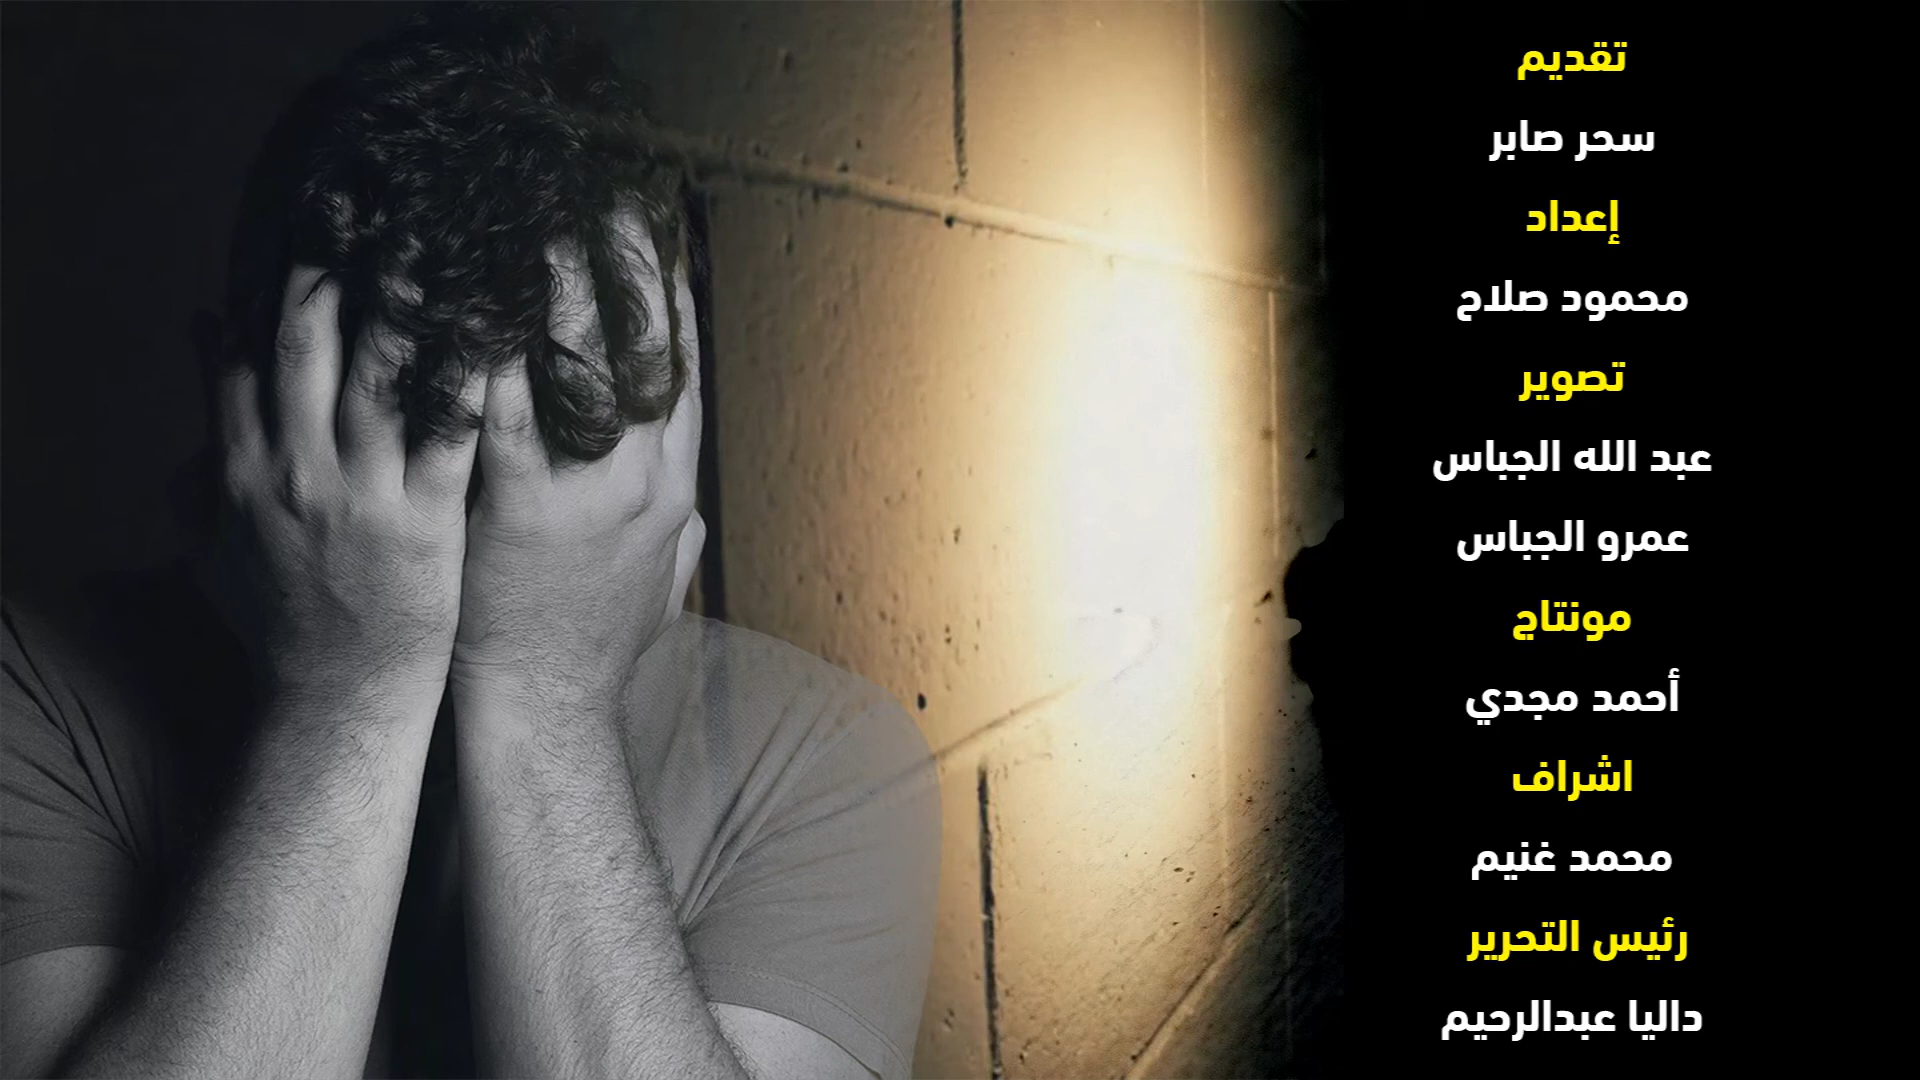 تقديم
سحر صابر
إعداد
محمود صلاح
تصوير
عبد الله الجباس
عمرو الجباس
مونتاج
أحمد مجدي
اشراف
محمد غنيم
رئيس التحرير
داليا عبدالرحيم